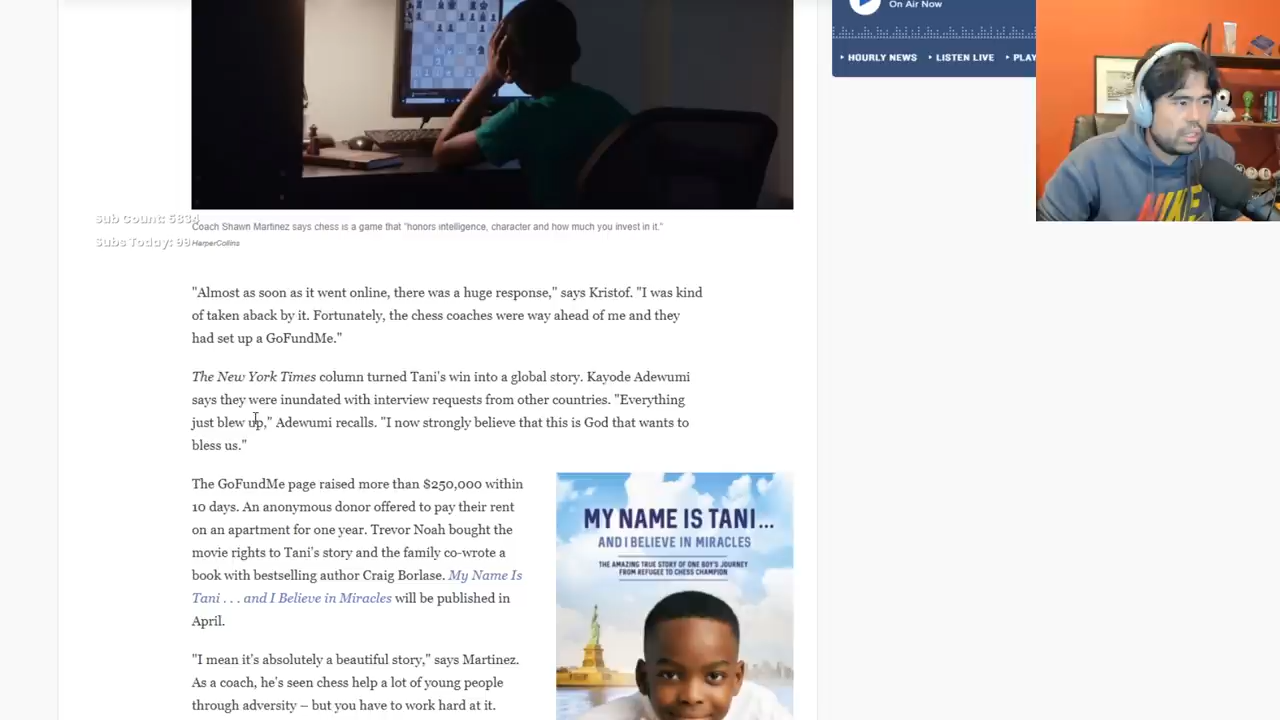 On Air Now
HOURLY NEWS
LISTEN LIVE
PLAY
Sub Count: 5834
Coach Shawn Martinez says chess is a game that "honors intelligence, character and how much you invest in it."
Subs Today: 99
HarperCollins
"Almost as soon as it went online, there was a huge response," says Kristof. "I was kind
of taken aback by it. Fortunately, the chess coaches were way ahead of me and they
had set up a GoFundMe."
The New York Times column turned Tani's win into a global story. Kayode Adewumi
says they were inundated with interview requests from other countries. "Everything
just blew up," Adewumi recalls. "I now strongly believe that this is God that wants to
bless us."
The GoFundMe page raised more than $250,000 within
10 days. An anonymous donor offered to pay their rent
on an apartment for one year. Trevor Noah bought the
movie rights to Tani's story and the family co-wrote a
book with bestselling author Craig Borlase. My Name Is
Tani . . . and I Believe in Miracles will be published in
April.
"I mean it's absolutely a beautiful story," says Martinez.
As a coach, he's seen chess help a lot of young people
through adversity – but you have to work hard at it.
MY NAME IS TANI...
AND I BELIEVE IN MIRACLES
THE AMAZING TRUE STORY OF ONE BOY'S JOURNEY
FROM REFUGEE TO CHESS CHAMPION
NIKE